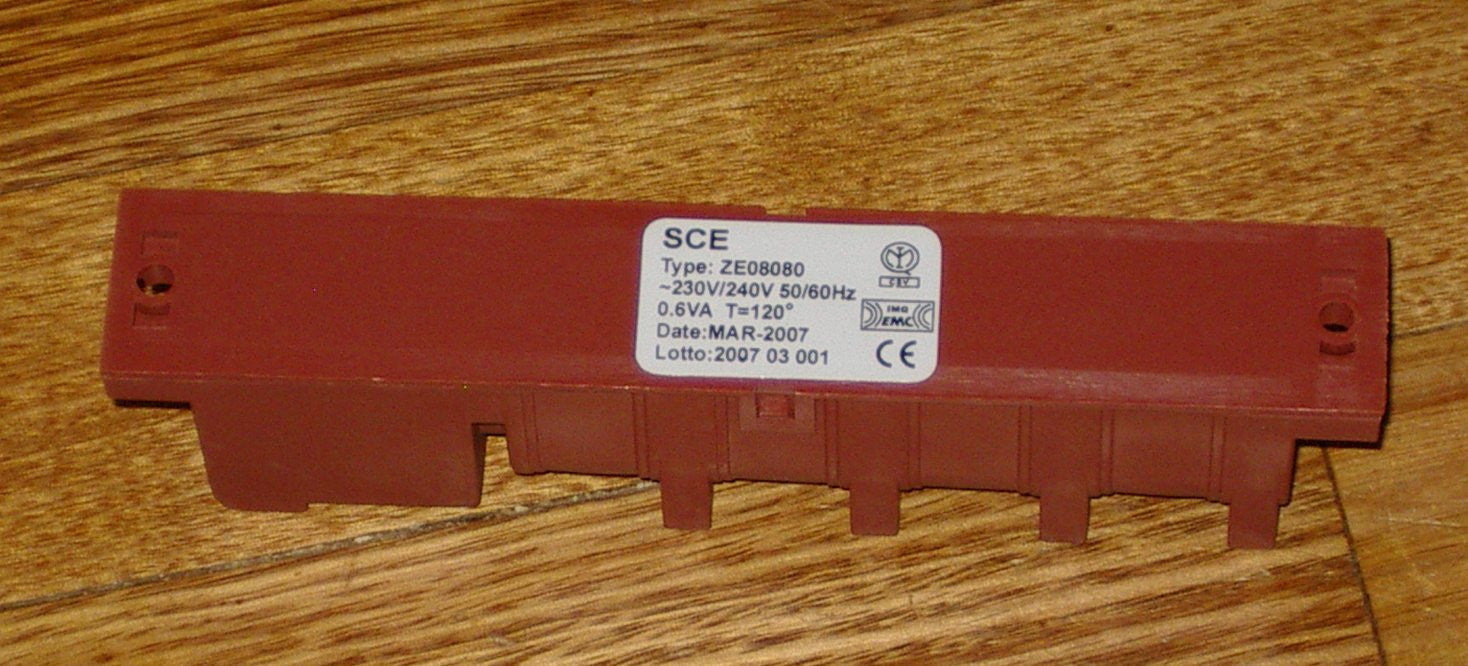 SCE
Type: ZE08080
~230V/240V 50/60Hz
0.6VA T=120°
Date:MAR-2007
Lotto:2007 03 001
IMQ
EMC
CE